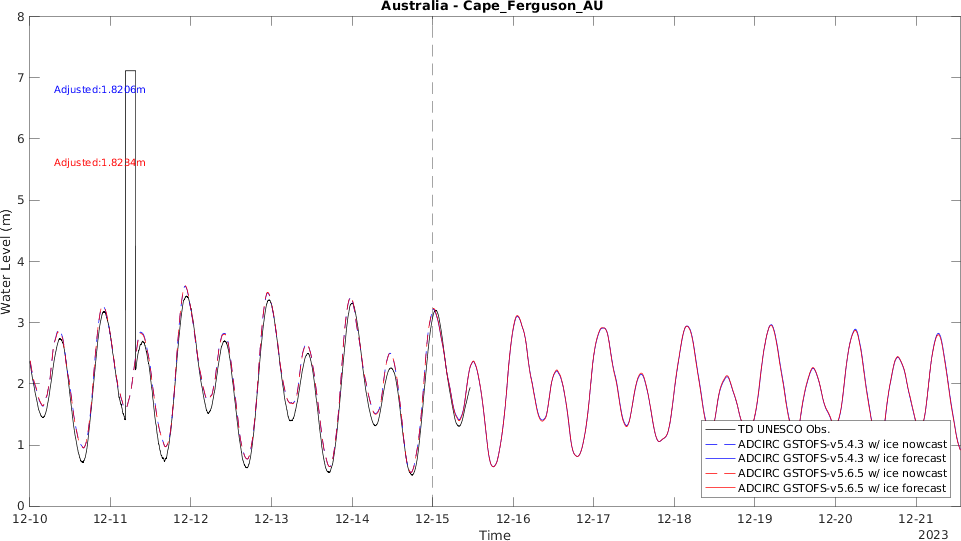 Australia - Cape_Ferguson_AU
8
7
6
5
4
3
2
1
0
Water Level (m)
Adjusted:1.8206m
Adjusted:1.8284m
TD UNESCO Obs.
ADCIRC GSTOFS-v5.4.3 w/ ice nowcast
ADCIRC GSTOFS-v5.4.3 w/ ice forecast
ADCIRC GSTOFS-v5.6.5 w/ ice nowcast
ADCIRC GSTOFS-v5.6.5 w/ ice forecast
12-10 12-11 12-12 12-13 12-14 12-15 12-16 12-17 12-18 12-19 12-20 12-21
Time
2023